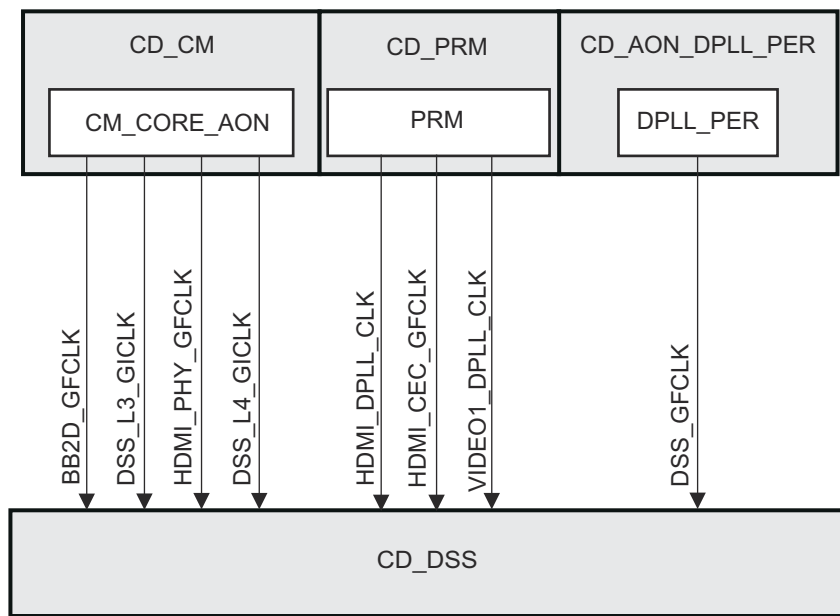 CD_CM
CD_PRM
CD_AON_DPLL_PER
CM_CORE_AON
PRM
DPLL_PER
BB2D_GFCLK
DSS_L3_GICLK
HDMI_PHY_GFCLK
DSS_L4_GICLK
HDMI_DPLL_CLK
HDMI_CEC_GFCLK
VIDEO1_DPLL_CLK
DSS_GFCLK
CD_DSS